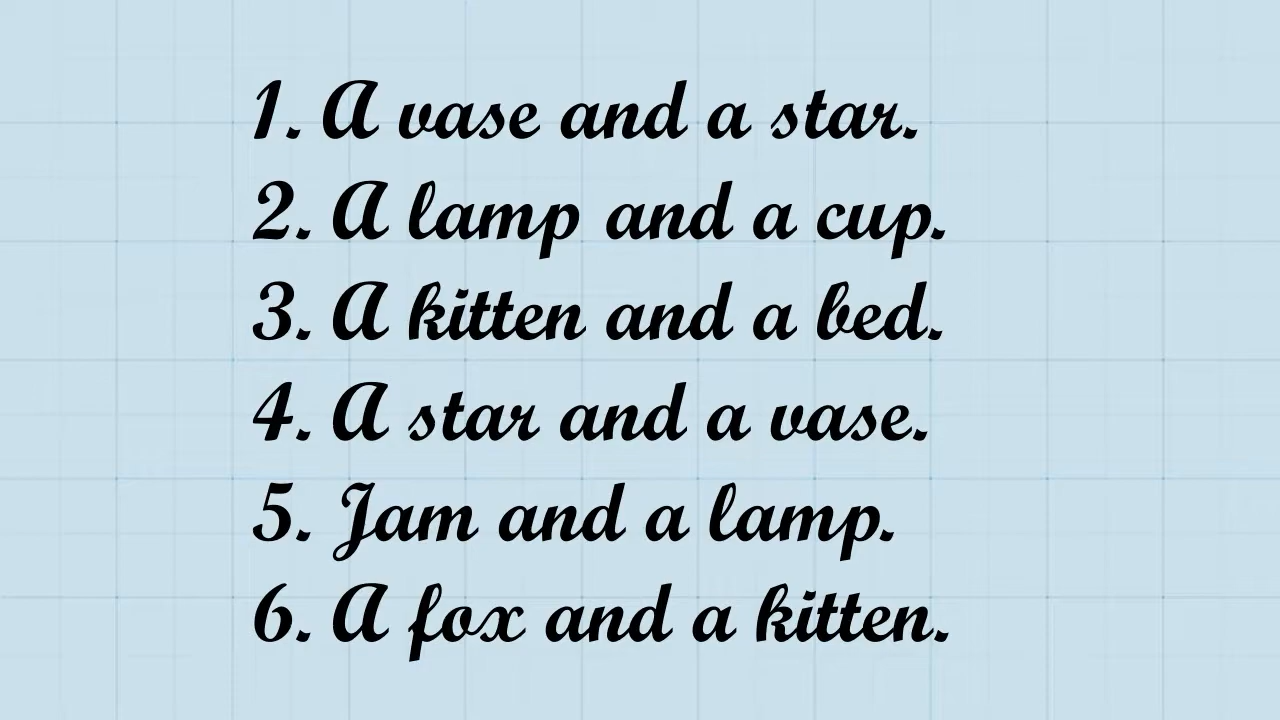 1. A vase and a star.
2. A lamp and a cup.
3. A kitten and a bed.
4. A star and a vase.
5. Jam and a lamp.
6. A fox and a kitten.